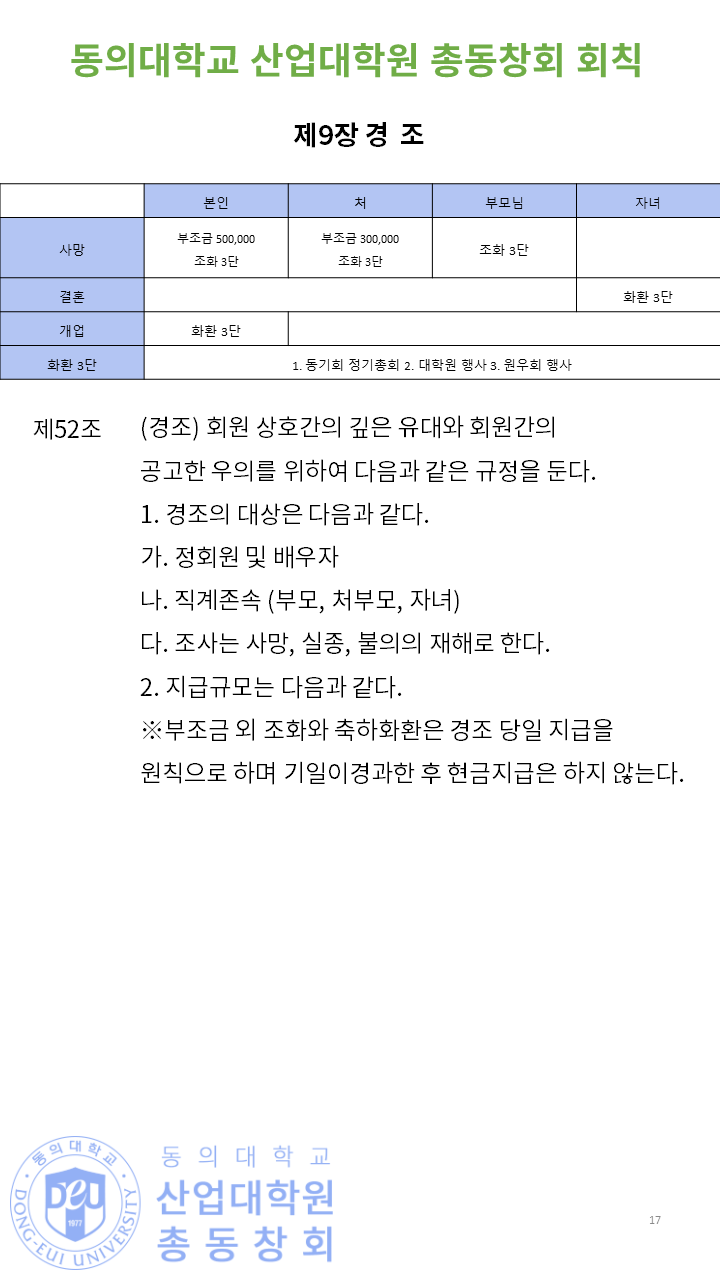 동의대학교 산업대학원 총동창회 회칙
제9장 경 조
본인 처 부모님 자녀
사망 부조금 500,000 조화 3단 부조금 300,000 조화 3단 조화 3단
결혼 화환 3단
개업 화환 3단
화환 3단 1. 동기회 정기총회 2. 대학원 행사 3. 원우회 행사
제52조 (경조) 회원 상호간의 깊은 유대와 회원간의
공고한 우의를 위하여 다음과 같은 규정을 둔다.
1. 경조의 대상은 다음과 같다.
가. 정회원 및 배우자
나. 직계존속 (부모, 처부모, 자녀)
다. 조사는 사망, 실종, 불의의 재해로 한다.
2. 지급규모는 다음과 같다.
※부조금 외 조화와 축하화환은 경조 당일 지급을
원칙으로 하며 기일이경과한 후 현금지급은 하지 않는다.
동의대학교
DEU
1977
DONG-EUI UNIVERSITY
동 의 대 학 교
산업대학원
총 동 창 회
17